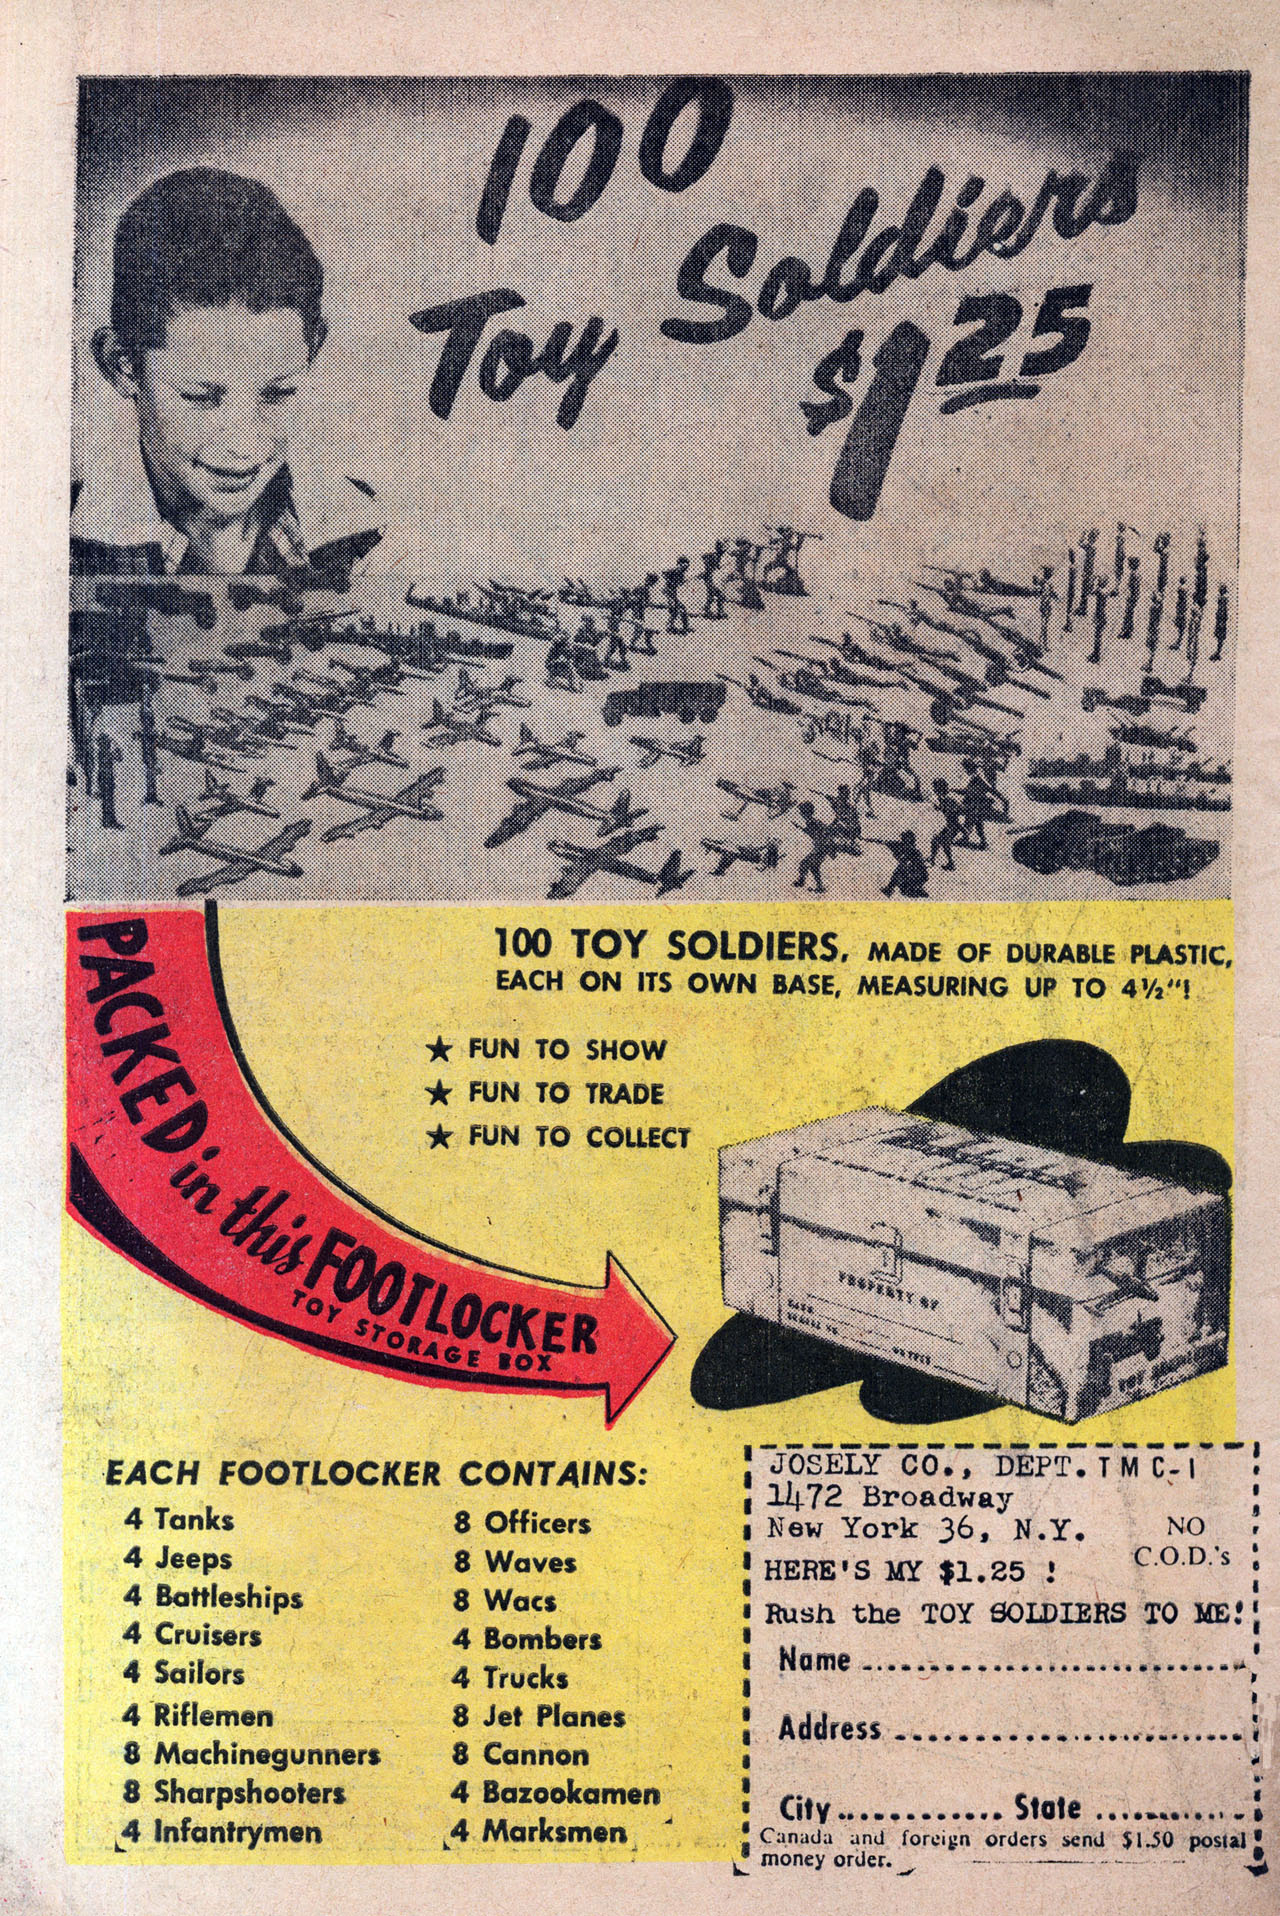 100
Toy Soldiers
$1.25
PACKED in this FOOTLOCKER
TOY STORAGE BOX
100 TOY SOLDIERS, MADE OF DURABLE PLASTIC,
EACH ON ITS OWN BASE, MEASURING UP TO 4½"!
★ FUN TO SHOW
★ FUN TO TRADE
★ FUN TO COLLECT
PROPERTY OF
EACH FOOTLOCKER CONTAINS:
4 Tanks
4 Jeeps
4 Battleships
4 Cruisers
4 Sailors
4 Riflemen
8 Machinegunners
8 Sharpshooters
4 Infantrymen
8 Officers
8 Waves
8 Wacs
4 Bombers
4 Trucks
8 Jet Planes
8 Cannon
4 Bazookamen
4 Marksmen
JOSELY CO., DEPT. TMC-1
1472 Broadway
New York 36, N.Y.
NO
C.O.D.'s
HERE'S MY $1.25 !
Rush the TOY SOLDIERS TO ME!
Name
Address
City State
Canada and foreign orders send $1.50 postal
money order.